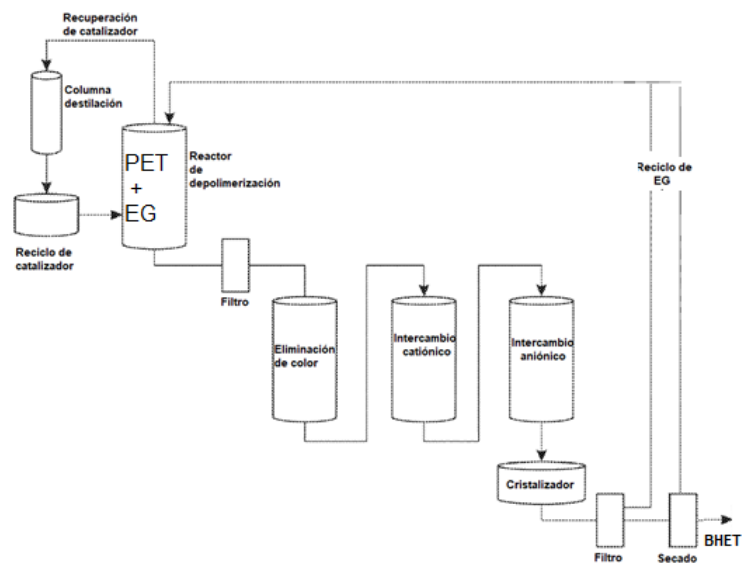 Recuperación
de catalizador
Columna
destilación
PET
+
EG
Reactor
de
depolimerización
Reciclo de
EG
Reciclo de
catalizador
Filtro
Eliminación
de color
Intercambio
catiónico
Intercambio
aniónico
Cristalizador
Filtro
Secado
BHET